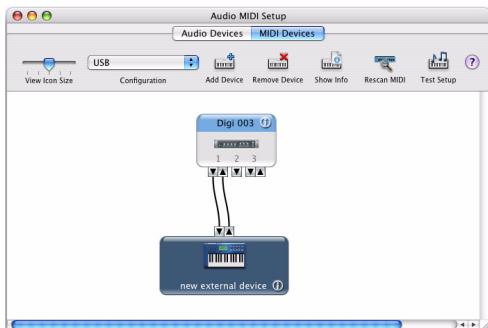 Audio MIDI Setup
Audio Devices MIDI Devices
USB
View Icon Size Configuration Add Device Remove Device Show Info Rescan MIDI Test Setup ?
Digi 003 i
1 2 3
new external device i